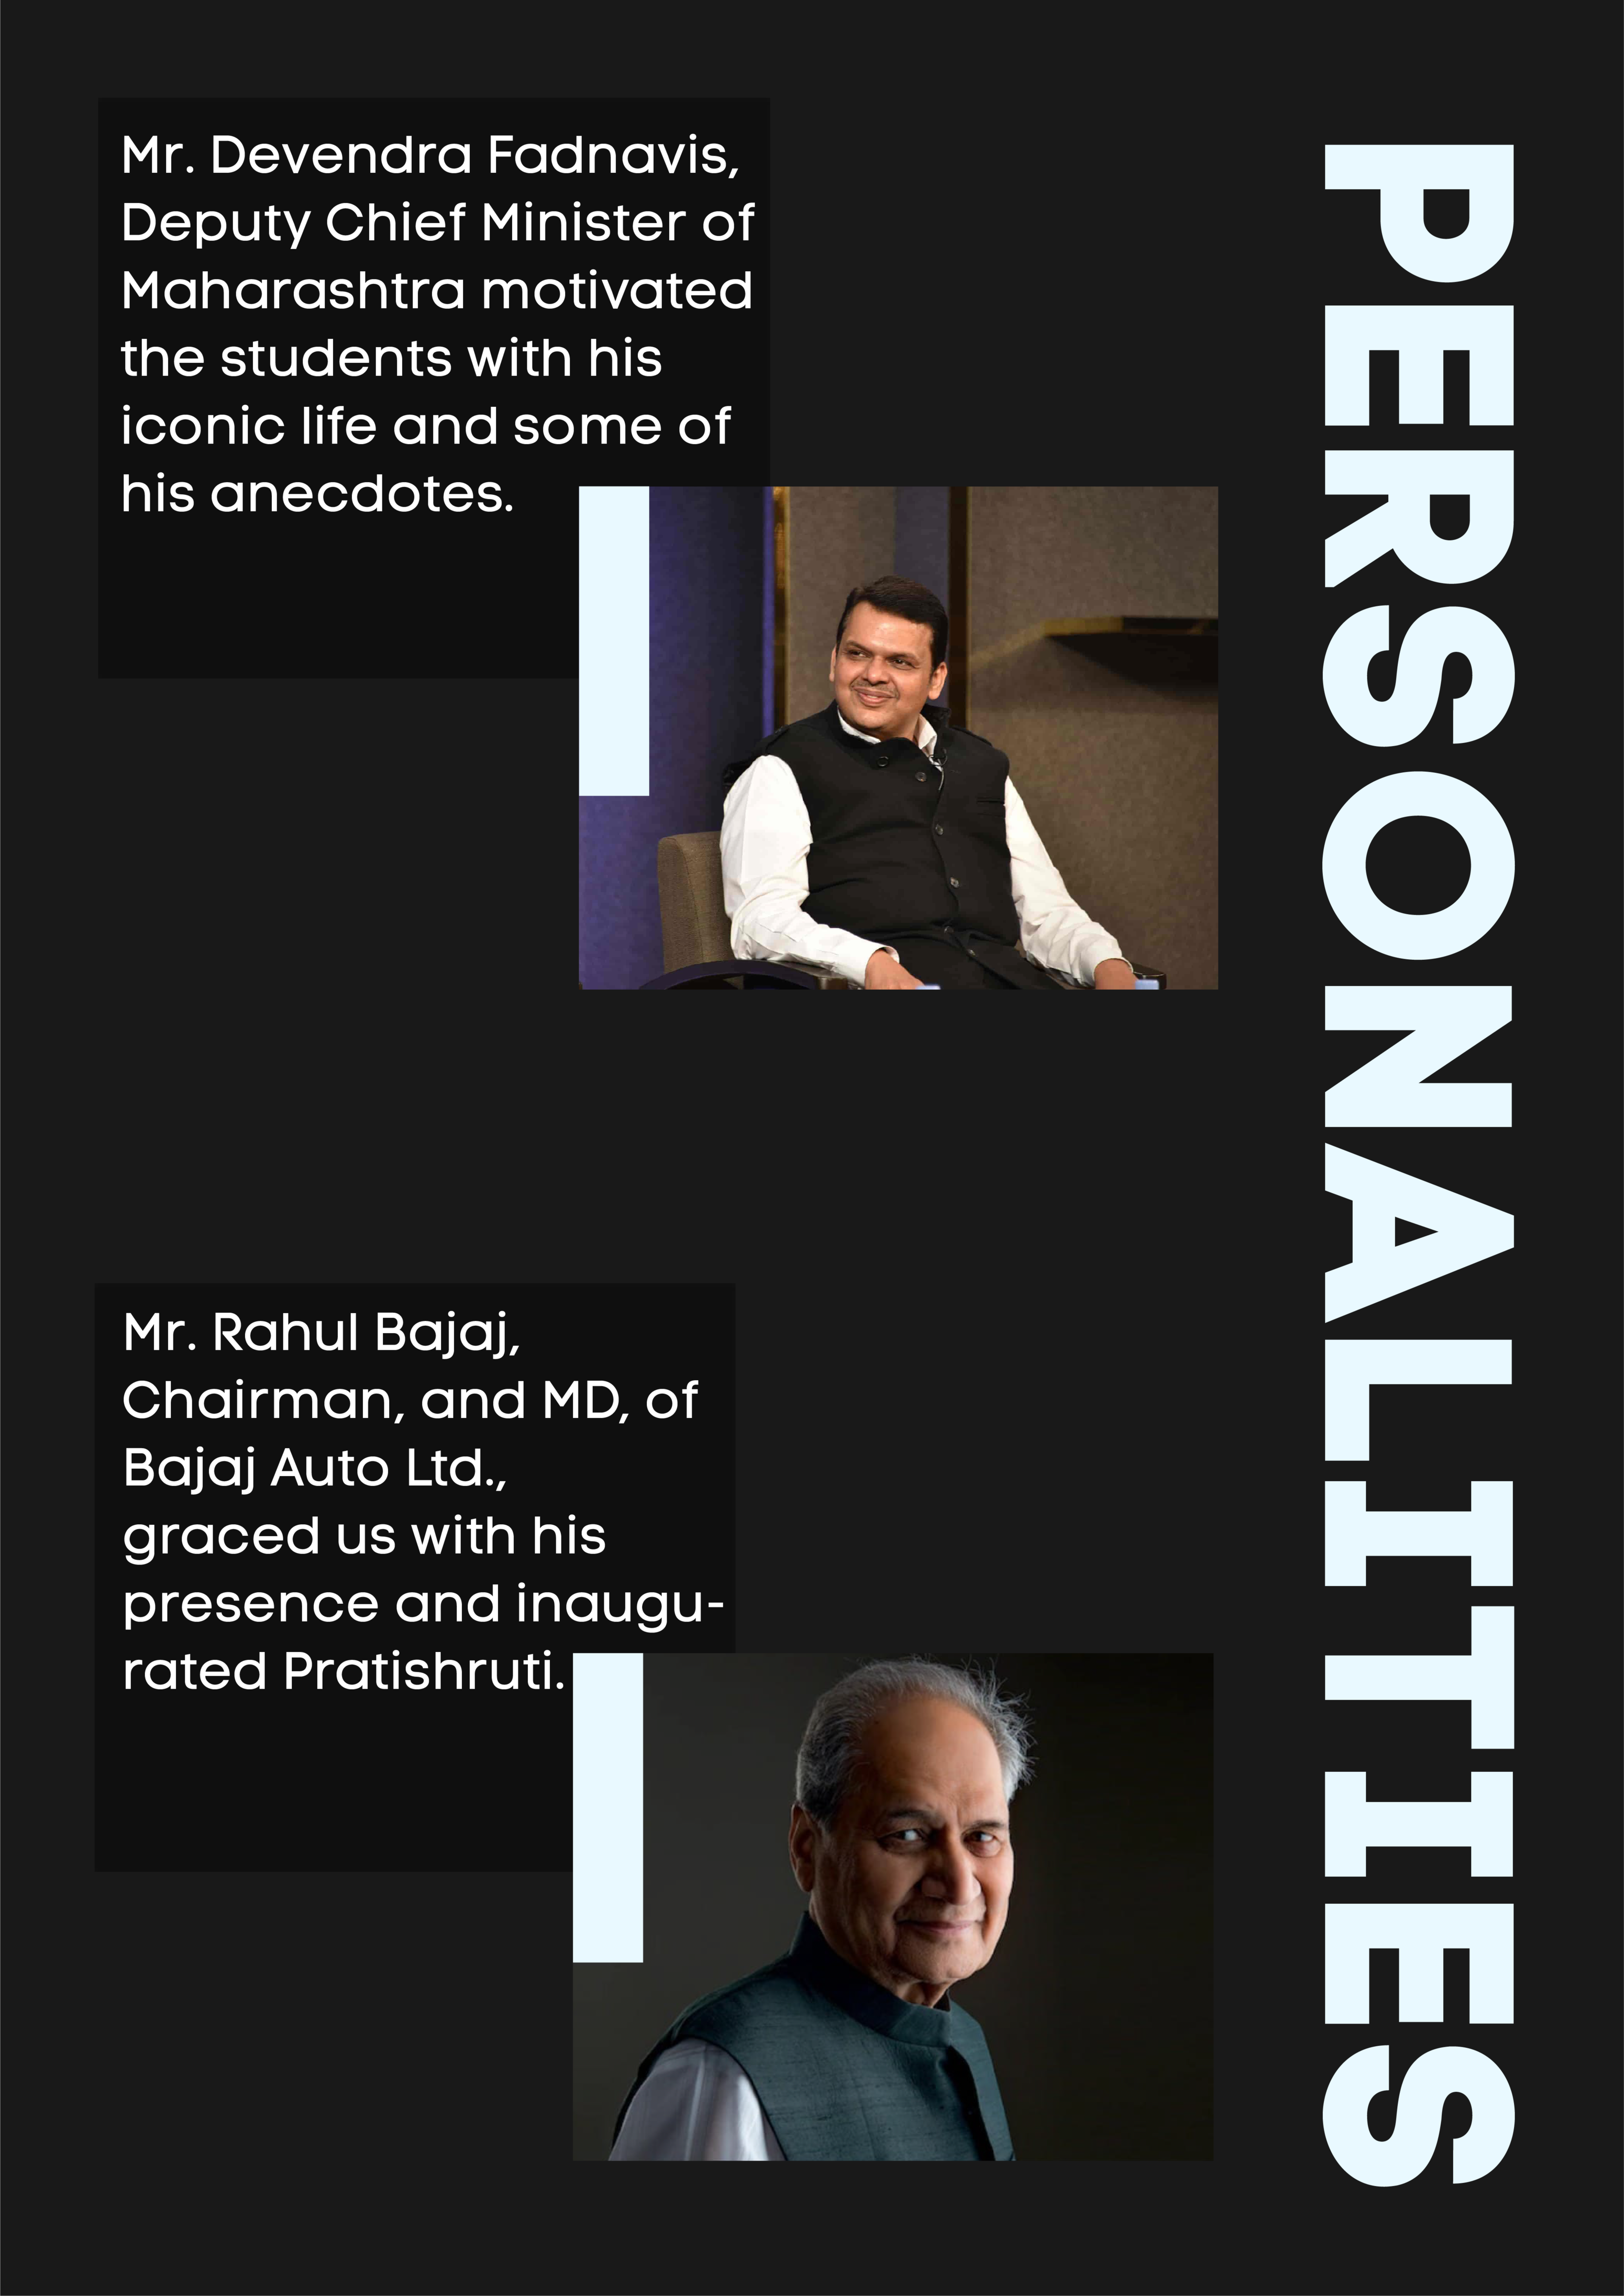 Mr. Devendra Fadnavis,
Deputy Chief Minister of
Maharashtra motivated
the students with his
iconic life and some of
his anecdotes.
Mr. Rahul Bajaj,
Chairman, and MD, of
Bajaj Auto Ltd.,
graced us with his
presence and inaugu-
rated Pratishruti.
PERSONALITIES